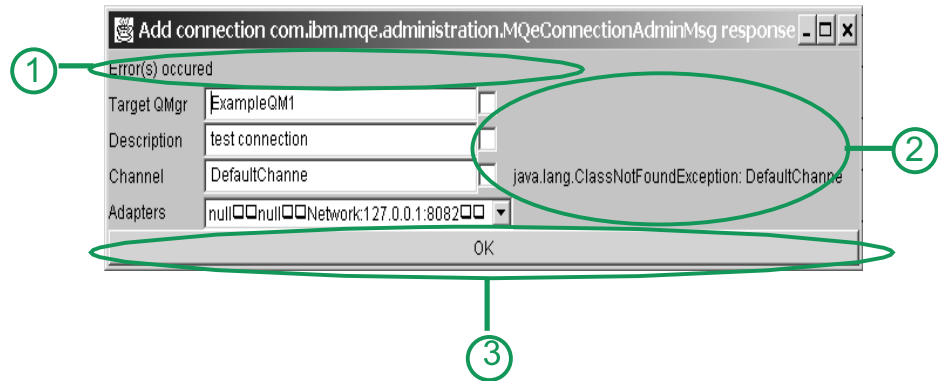 Add connection com.ibm.mqe.administration.MQeConnectionAdminMsg response
1
Error(s) occured
Target QMgr ExampleQM1
Description test connection
2
Channel DefaultChanne java.lang.ClassNotFoundException: DefaultChanne
Adapters null□□null□□Network:127.0.0.1:8082□□
OK
3